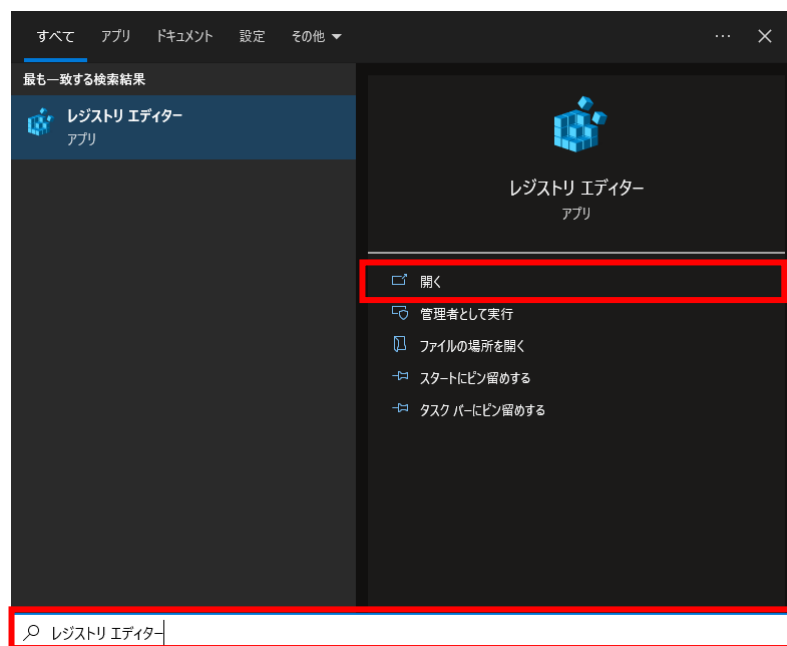 すべて アプリ ドキュメント 設定 その他 ▼ … ×
最も一致する検索結果
レジストリ エディター
アプリ
レジストリ エディター
アプリ
開く
管理者として実行
ファイルの場所を開く
スタートにピン留めする
タスク バーにピン留めする
レジストリ エディター